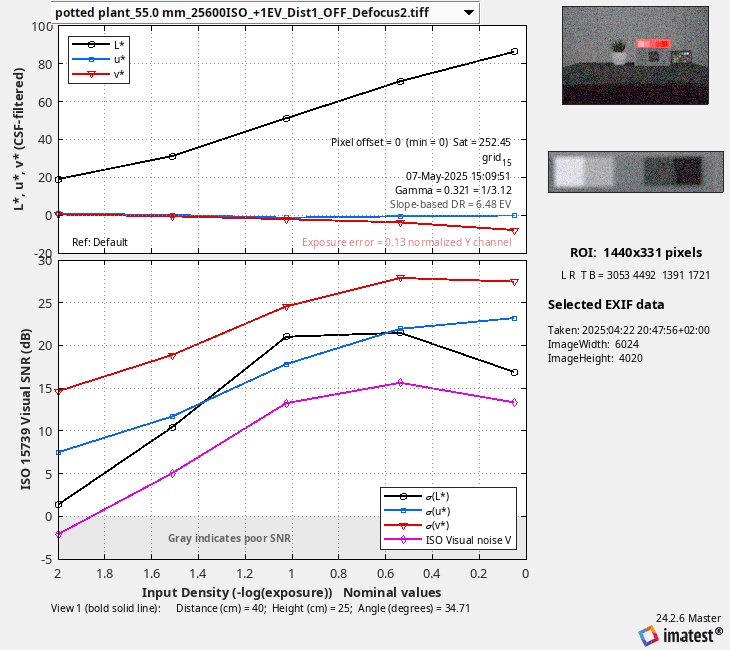 potted plant_55.0 mm_25600ISO_+1EV_Dist1_OFF_Defocus2.tiff
100
80
60
40
20
0
-20
L*, u*, v* (CSF-filtered)
L*
u*
v*
Pixel offset = 0 (min = 0) Sat = 252.45
grid15
07-May-2025 15:09:51
Gamma = 0.321 = 1/3.12
Slope-based DR = 6.48 EV
Ref: Default
Exposure error = 0.13 normalized Y channel
30
25
20
15
10
5
0
-5
ISO 15739 Visual SNR (dB)
σ(L*)
σ(u*)
σ(v*)
ISO Visual noise V
Gray indicates poor SNR
2 1.8 1.6 1.4 1.2 1 0.8 0.6 0.4 0.2 0
Input Density (-log(exposure)) Nominal values
View 1 (bold solid line): Distance (cm) = 40; Height (cm) = 25; Angle (degrees) = 34.71
ROI: 1440x331 pixels
L R T B = 3053 4492 1391 1721
Selected EXIF data
Taken: 2025:04:22 20:47:56+02:00
ImageWidth: 6024
ImageHeight: 4020
24.2.6 Master
imatest®